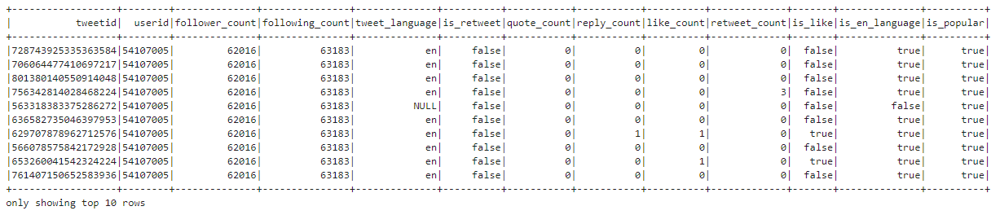 +------------------+--------+--------------+---------------+--------------+----------+-----------+-----------+----------+-------------+-------+--------------+----------+
|           tweetid|  userid|follower_count|following_count|tweet_language|is_retweet|quote_count|reply_count|like_count|retweet_count|is_like|is_en_language|is_popular|
+------------------+--------+--------------+---------------+--------------+----------+-----------+-----------+----------+-------------+-------+--------------+----------+
|728743925335363584|54107005|         62016|          63183|            en|     false|          0|          0|         0|            0|  false|          true|      true|
|706064477410697217|54107005|         62016|          63183|            en|     false|          0|          0|         0|            0|  false|          true|      true|
|801380140550914048|54107005|         62016|          63183|            en|     false|          0|          0|         0|            0|  false|          true|      true|
|756342814028468224|54107005|         62016|          63183|            en|     false|          0|          0|         0|            3|  false|          true|      true|
|563318383375286272|54107005|         62016|          63183|          NULL|     false|          0|          0|         0|            0|  false|         false|      true|
|636582735046397953|54107005|         62016|          63183|            en|     false|          0|          0|         0|            0|  false|          true|      true|
|629707878962712576|54107005|         62016|          63183|            en|     false|          0|          1|         1|            0|   true|          true|      true|
|566078575842172928|54107005|         62016|          63183|            en|     false|          0|          0|         0|            0|  false|          true|      true|
|653260041542324224|54107005|         62016|          63183|            en|     false|          0|          0|         1|            0|   true|          true|      true|
|761407150652583936|54107005|         62016|          63183|            en|     false|          0|          0|         0|            0|  false|          true|      true|
+------------------+--------+--------------+---------------+--------------+----------+-----------+-----------+----------+-------------+-------+--------------+----------+
only showing top 10 rows